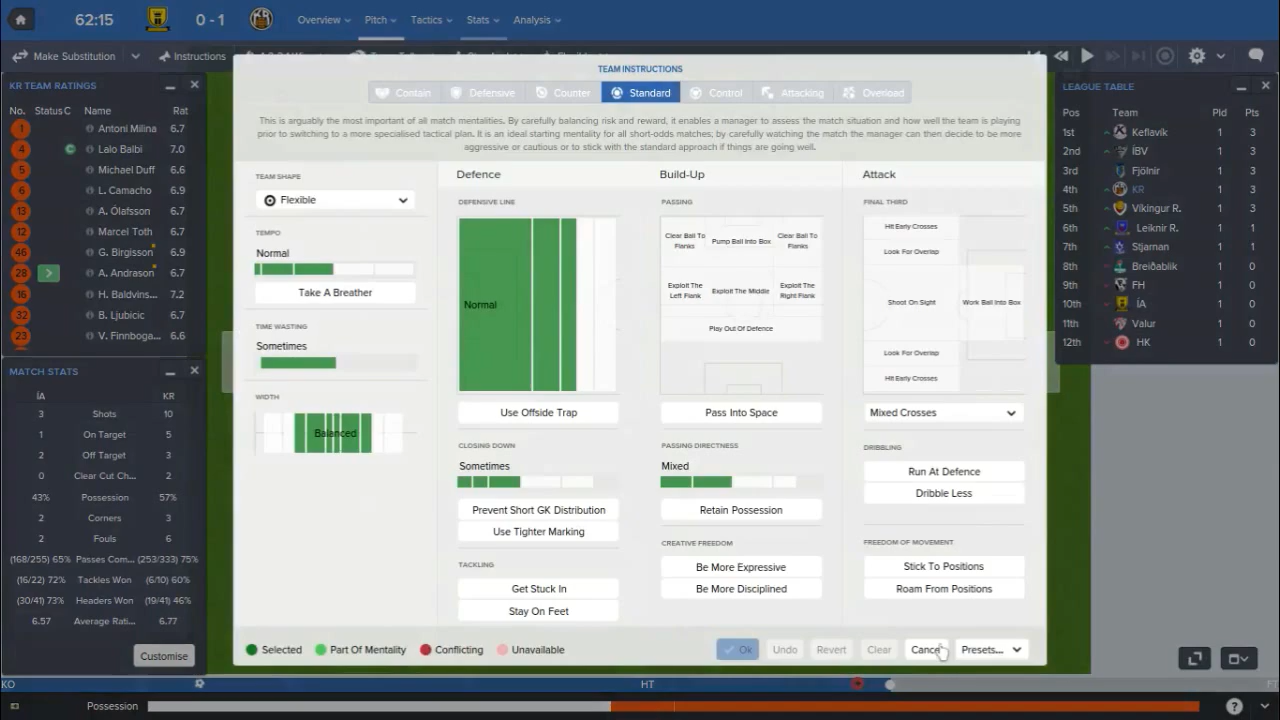 62:15
0 - 1
Overview
Pitch
Tactics
Stats
Analysis
Make Substitution
Instructions
KR TEAM RATINGS
No. Status C Name Rat
1 Antoni Milina 6.7
4 C Lalo Balbi 7.0
5 Michael Duff 6.6
6 L. Camacho 6.9
13 A. Ólafsson 6.7
12 Marcel Toth 6.7
46 G. Birgisson 6.9
28 A. Andrason 6.7
16 H. Baldvins... 7.2
32 B. Ljubicic 6.7
23 V. Finnboga... 6.6
MATCH STATS
ÍA KR
3 Shots 10
1 On Target 5
2 Off Target 3
0 Clear Cut Ch... 2
43% Possession 57%
2 Corners 3
2 Fouls 6
(168/255) 65% Passes Com... (253/333) 75%
(16/22) 72% Tackles Won (6/10) 60%
(30/41) 73% Headers Won (19/41) 46%
6.57 Average Rati... 6.77
Customise
TEAM INSTRUCTIONS
Contain
Defensive
Counter
Standard
Control
Attacking
Overload
This is arguably the most important of all match mentalities. By carefully balancing risk and reward, it enables a manager to assess the match situation and how well the team is playing
prior to switching to a more specialised tactical plan. It is an ideal starting mentality for all short-odds matches; by carefully watching the match the manager can then decide to be more
aggressive or cautious or to stick with the standard approach if things are going well.
TEAM SHAPE
Flexible
TEMPO
Normal
Take A Breather
TIME WASTING
Sometimes
WIDTH
Balanced
Defence
DEFENSIVE LINE
Normal
Use Offside Trap
CLOSING DOWN
Sometimes
Prevent Short GK Distribution
Use Tighter Marking
TACKLING
Get Stuck In
Stay On Feet
Build-Up
PASSING
Clear Ball To Flanks
Pump Ball Into Box
Clear Ball To Flanks
Exploit The Left Flank
Exploit The Middle
Exploit The Right Flank
Play Out Of Defence
Pass Into Space
PASSING DIRECTNESS
Mixed
Retain Possession
CREATIVE FREEDOM
Be More Expressive
Be More Disciplined
Attack
FINAL THIRD
Hit Early Crosses
Look For Overlap
Shoot On Sight
Work Ball Into Box
Look For Overlap
Hit Early Crosses
Mixed Crosses
DRIBBLING
Run At Defence
Dribble Less
FREEDOM OF MOVEMENT
Stick To Positions
Roam From Positions
Selected
Part Of Mentality
Conflicting
Unavailable
Ok
Undo
Revert
Clear
Cancel
Presets...
LEAGUE TABLE
Pos Team Pld Pts
1st Keflavík 1 3
2nd ÍBV 1 3
3rd Fjölnir 1 3
4th KR 1 3
5th Víkingur R. 1 3
6th Leiknir R. 1 1
7th Stjarnan 1 1
8th Breiðablik 1 0
9th FH 1 0
10th ÍA 1 0
11th Valur 1 0
12th HK 1 0
KO
HT
Possession